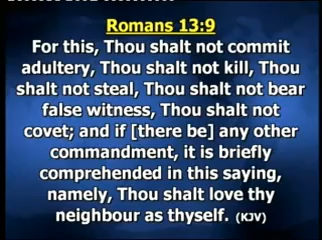 Romans 13:9
For this, Thou shalt not commit
adultery, Thou shalt not kill, Thou
shalt not steal, Thou shalt not bear
false witness, Thou shalt not
covet; and if [there be] any other
commandment, it is briefly
comprehended in this saying,
namely, Thou shalt love thy
neighbour as thyself. (KJV)